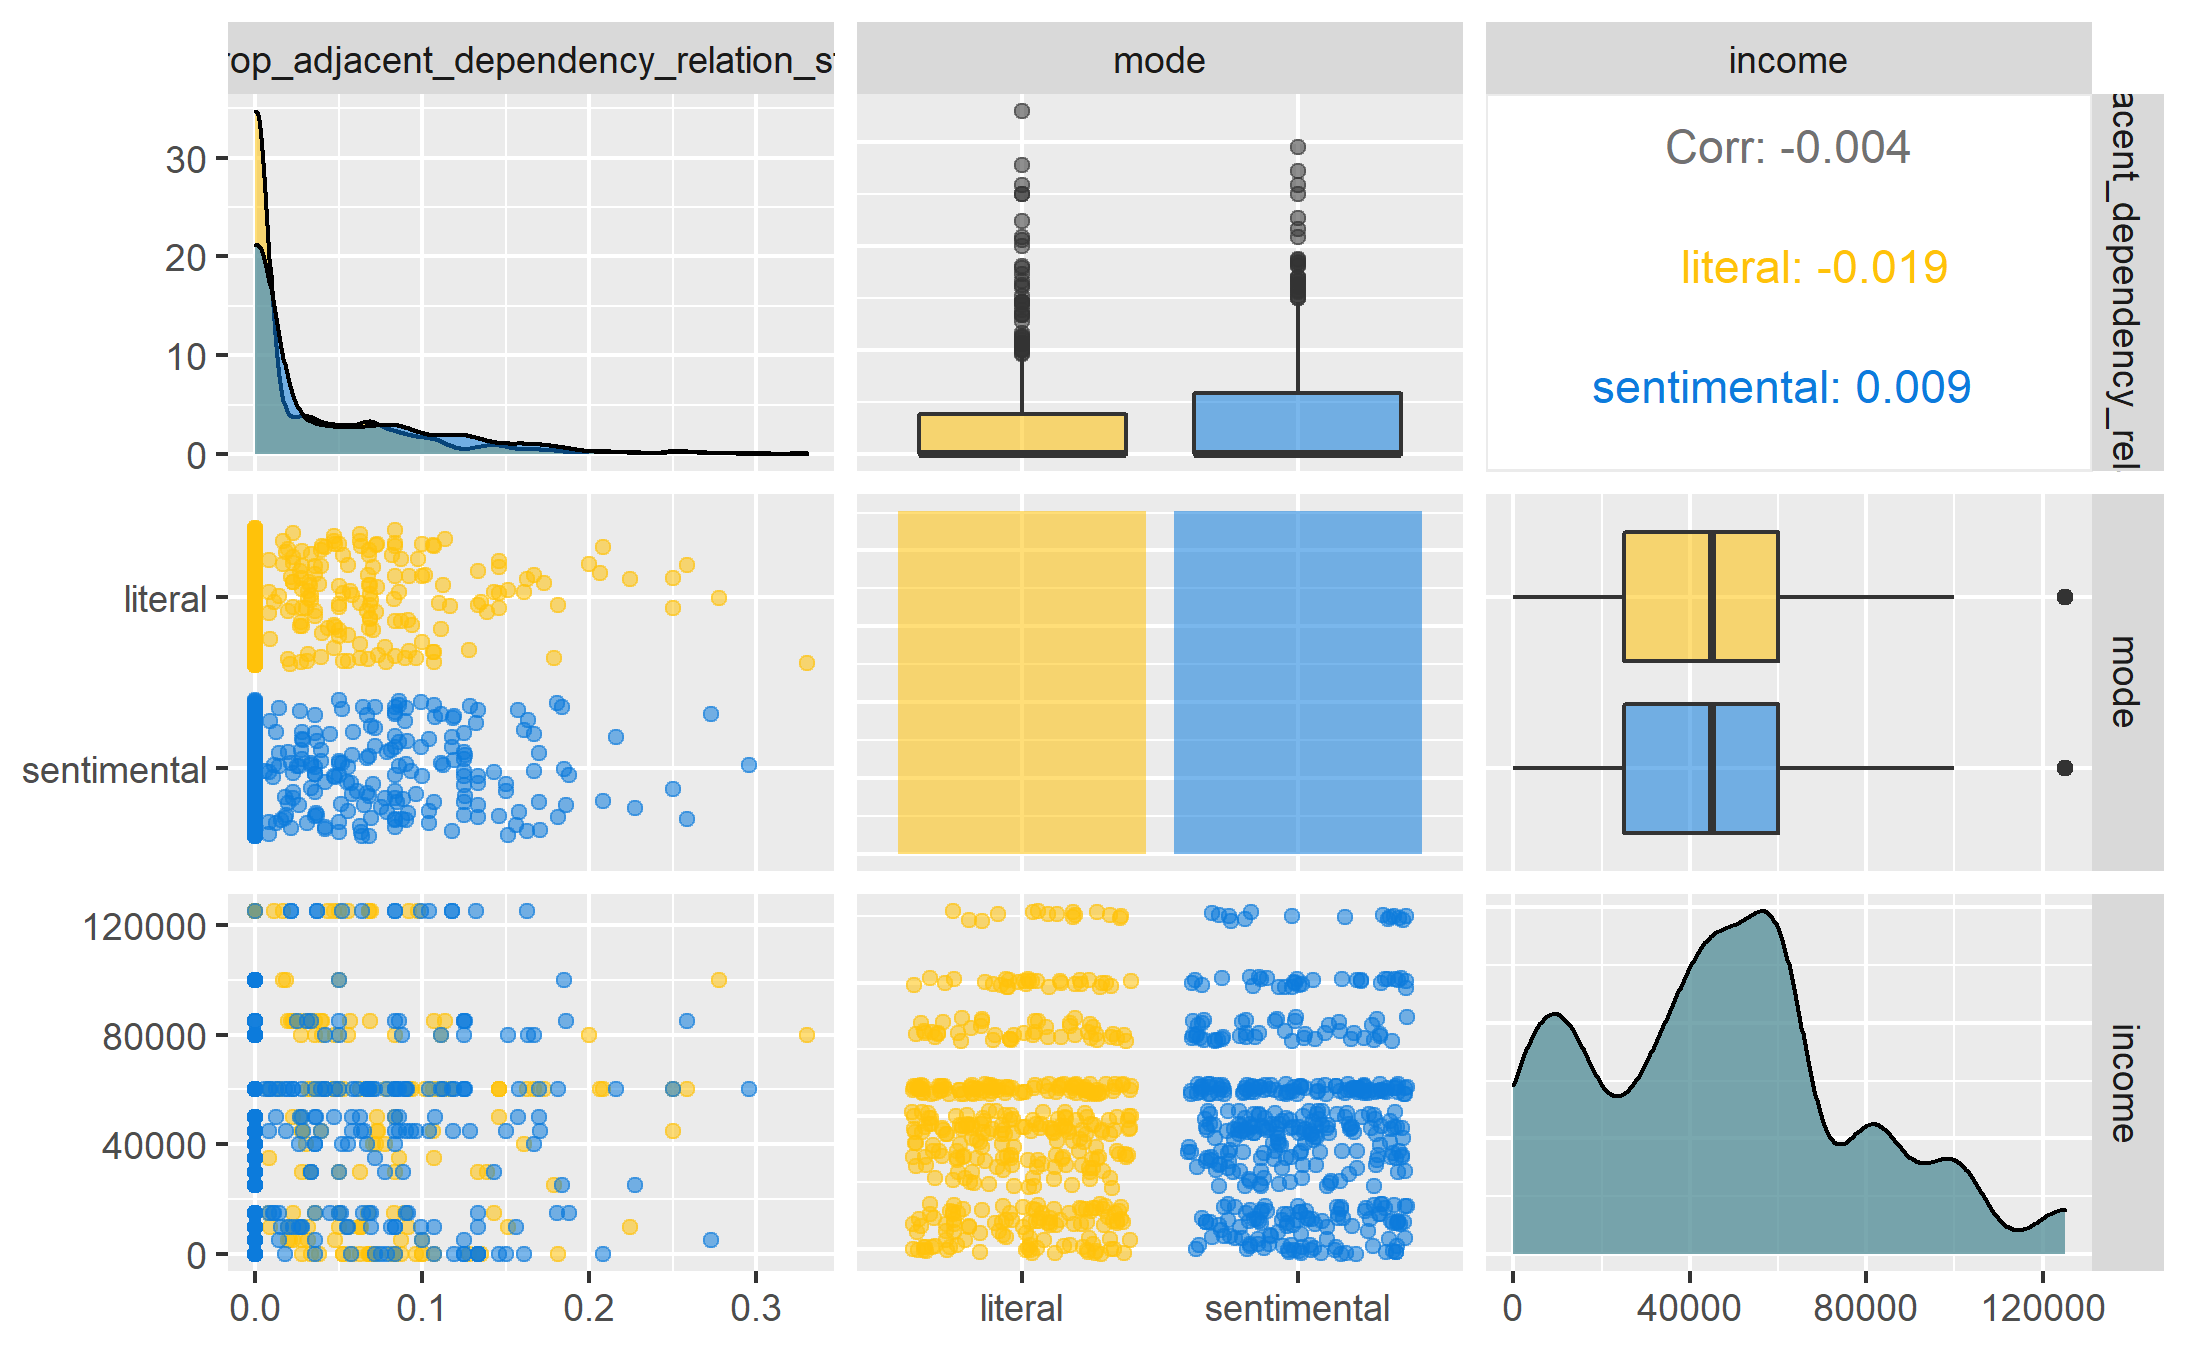 rop_adjacent_dependency_relation_s
mode
income
30
20
10
0
Corr: -0.004
literal: -0.019
sentimental: 0.009
acent_dependency_rel
literal
sentimental
mode
120000
80000
40000
0
income
0.0
0.1
0.2
0.3
literal
sentimental
0
40000
80000
120000